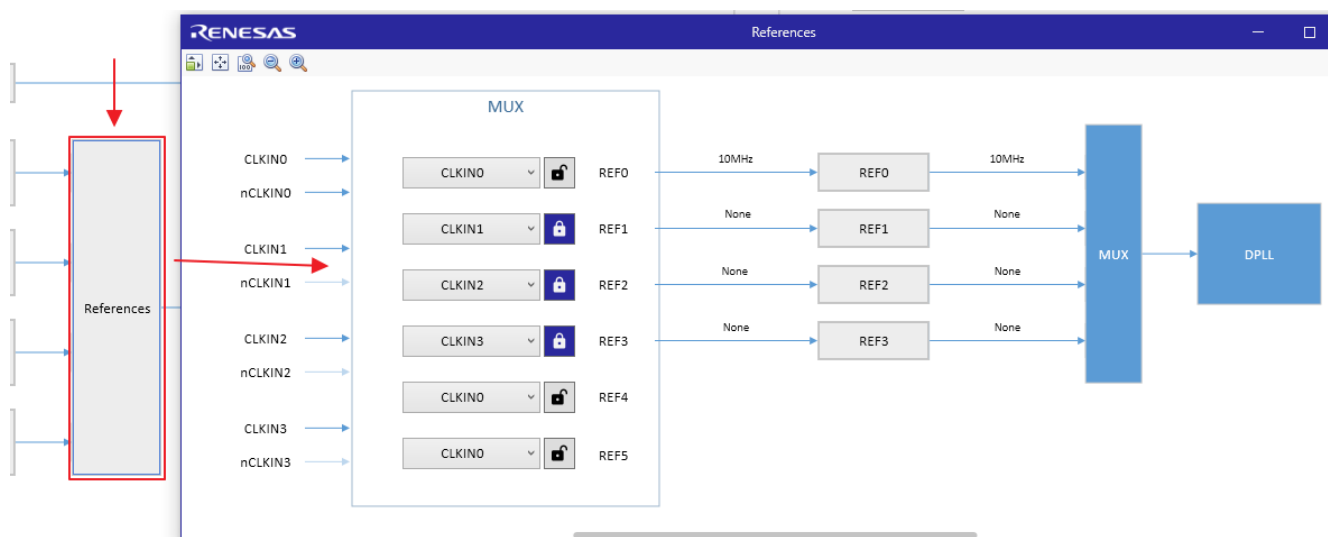 RENESAS
References
100
MUX
CLKIN0
nCLKIN0
CLKIN1
nCLKIN1
CLKIN2
nCLKIN2
CLKIN3
nCLKIN3
CLKIN0 REF0
CLKIN1 REF1
CLKIN2 REF2
CLKIN3 REF3
CLKIN0 REF4
CLKIN0 REF5
10MHz REF0 10MHz
None REF1 None
None REF2 None
None REF3 None
MUX
DPLL
References